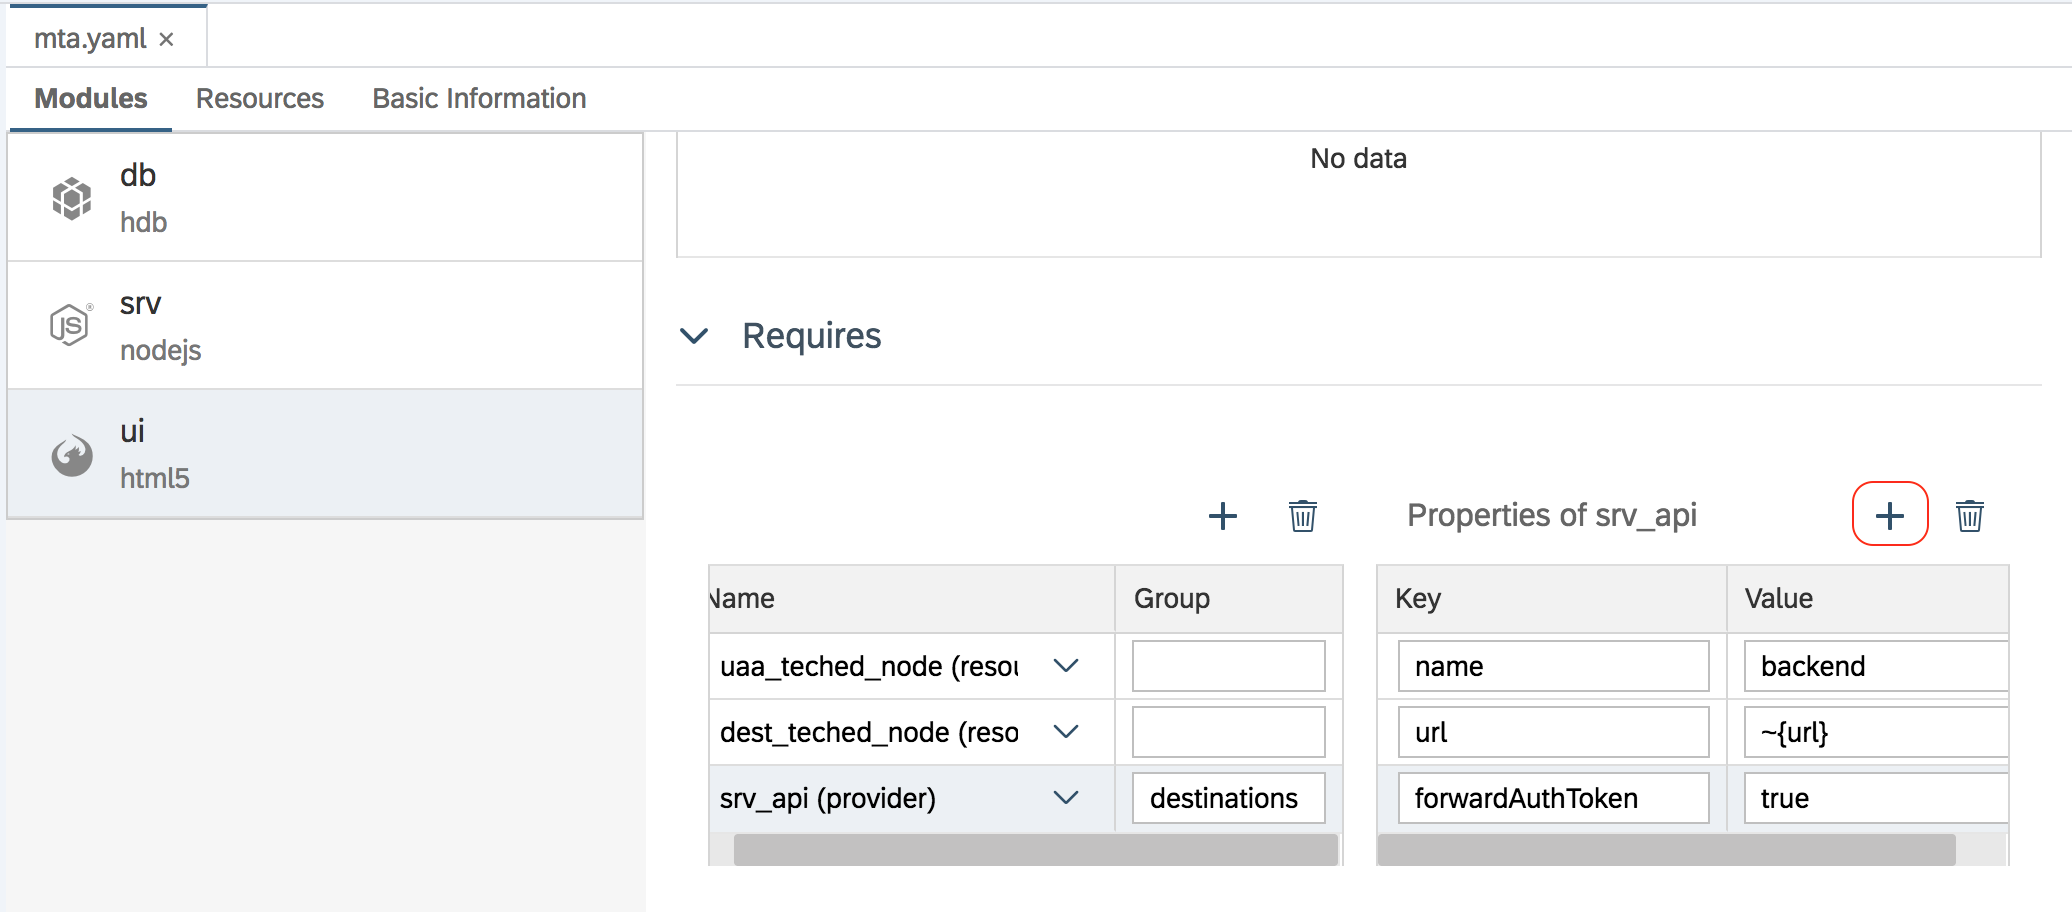 mta.yaml ×
Modules Resources Basic Information
db
hdb
srv
nodejs
ui
html5
No data
Requires
Properties of srv_api
Name Group
uaa_teched_node (resou
dest_teched_node (reso
srv_api (provider) destinations
Key Value
name backend
url ~{url}
forwardAuthToken true